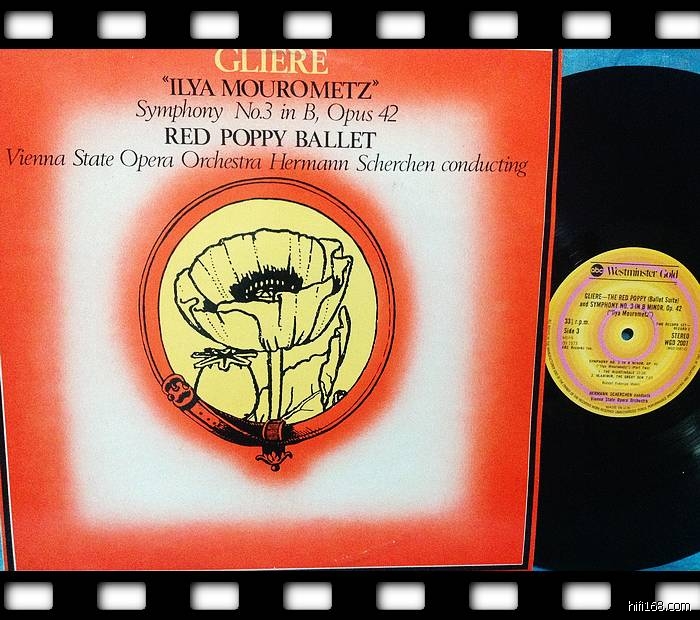 GLIERE
«ILYA MOUROMETZ»
Symphony No.3 in B, Opus 42
RED POPPY BALLET
Vienna State Opera Orchestra Hermann Scherchen conducting
abc Westminster Gold
GLIERE—THE RED POPPY (Ballet Suite)
and SYMPHONY NO. 3 IN B MINOR, Op. 42
("Ilya Mourometz")
33⅓ r.p.m.
Side 3
STEREO
WGD 2001
HERMANN SCHERCHEN conducts
Vienna State Opera Orchestra
hifi168.com